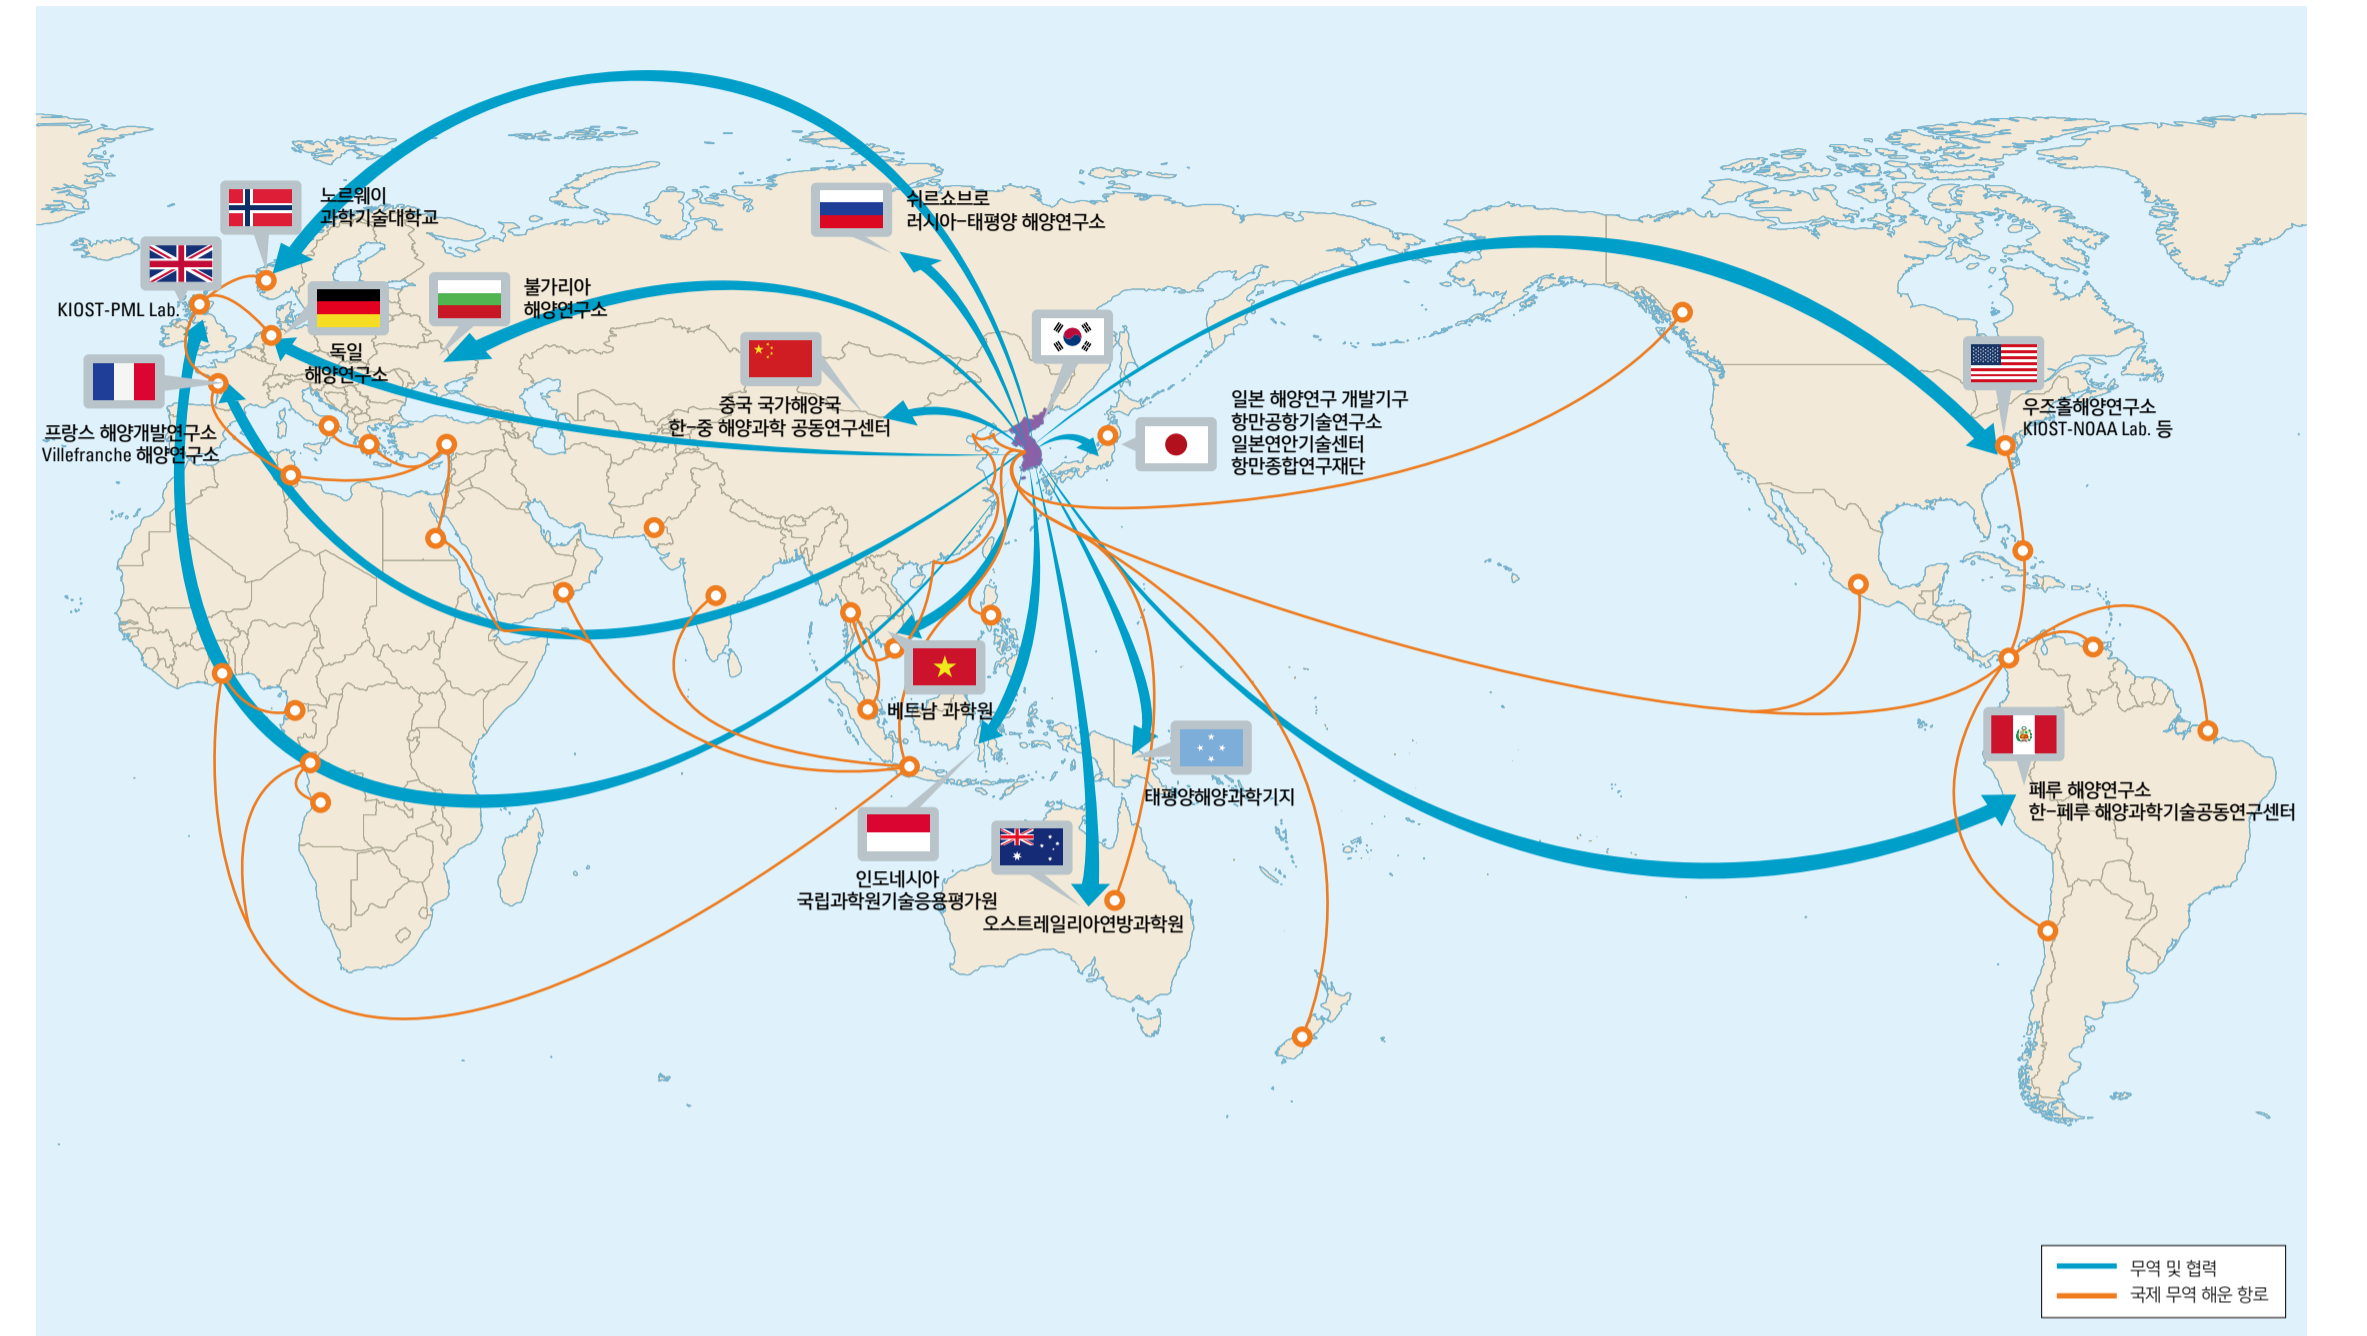 노르웨이
과학기술대학교
쉬르쇼브로
러시아-태평양 해양연구소
KIOST-PML Lab.
불가리아
해양연구소
독일
해양연구소
중국 국가해양국
한-중 해양과학 공동연구센터
일본 해양연구 개발기구
항만공항기술연구소
일본연안기술센터
항만종합연구재단
우즈홀해양연구소
KIOST-NOAA Lab. 등
프랑스 해양개발연구소
Villefranche 해양연구소
베트남 과학원
태평양해양과학기지
페루 해양연구소
한-페루 해양과학기술공동연구센터
인도네시아
국립과학원기술응용평가원
오스트레일리아연방과학원
무역 및 협력
국제 무역 해운 항로